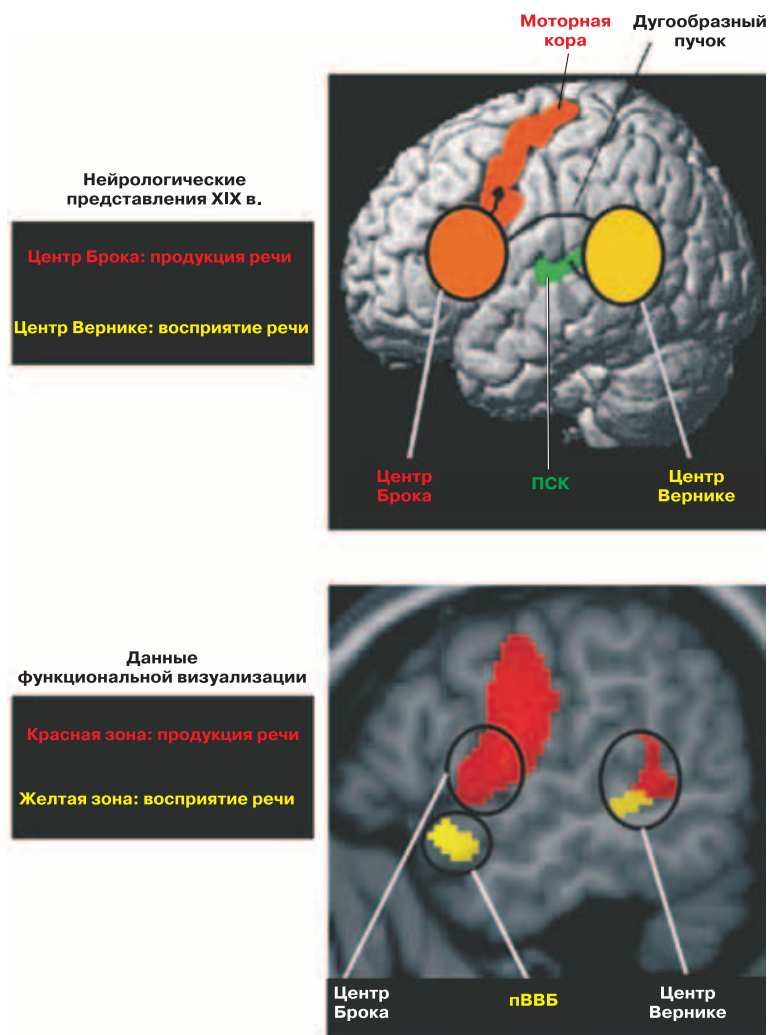 Моторная
кора
Дугообразный
пучок
Нейрологические
представления XIX в.
Центр Брока: продукция речи
Центр Вернике: восприятие речи
Центр
Брока
ПСК
Центр
Вернике
Данные
функциональной визуализации
Красная зона: продукция речи
Желтая зона: восприятие речи
Центр
Брока
пВВБ
Центр
Вернике